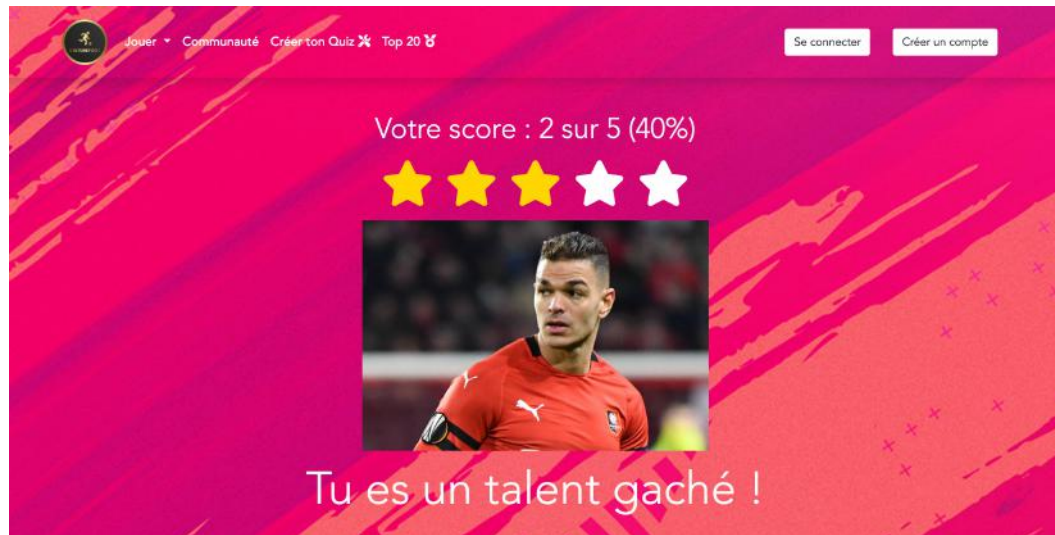 Jouer
Communauté
Créer ton Quiz
Top 20
Se connecter
Créer un compte
Votre score : 2 sur 5 (40%)
Tu es un talent gaché !